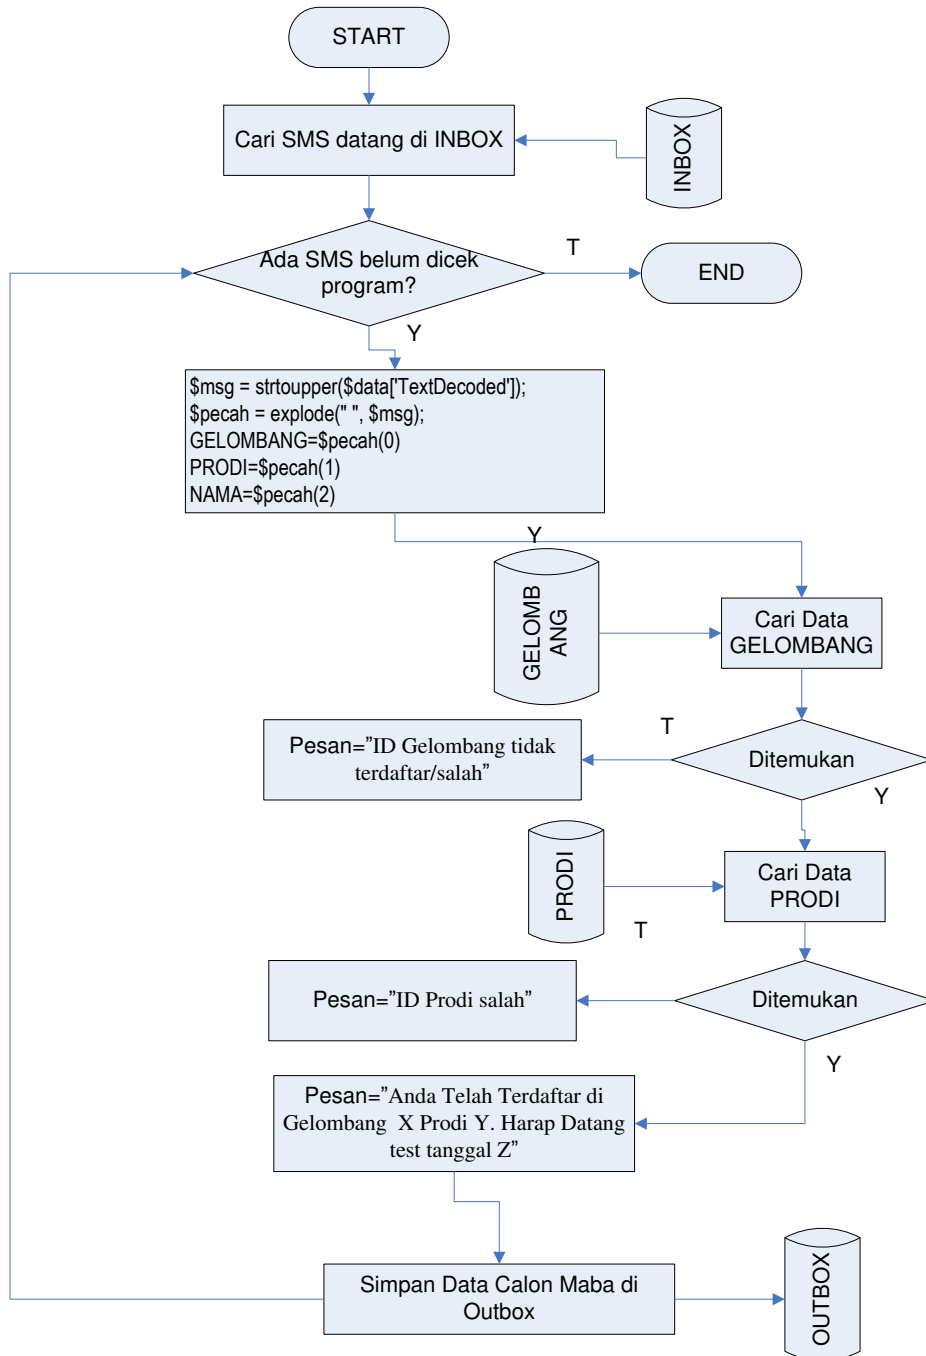 START
Cari SMS datang di INBOX
INBOX
Ada SMS belum dicek
program?
T
END
Y
$msg = strtoupper($data['TextDecoded']);
$pecah = explode(" ", $msg);
GELOMBANG=$pecah(0)
PRODI=$pecah(1)
NAMA=$pecah(2)
Y
GELOMB
ANG
Cari Data
GELOMBANG
T
Pesan=”ID Gelombang tidak
terdaftar/salah”
Ditemukan
Y
PRODI
Cari Data
PRODI
T
Pesan=”ID Prodi salah”
Ditemukan
Y
Pesan=”Anda Telah Terdaftar di
Gelombang  X Prodi Y. Harap Datang
test tanggal Z”
Simpan Data Calon Maba di
Outbox
OUTBOX